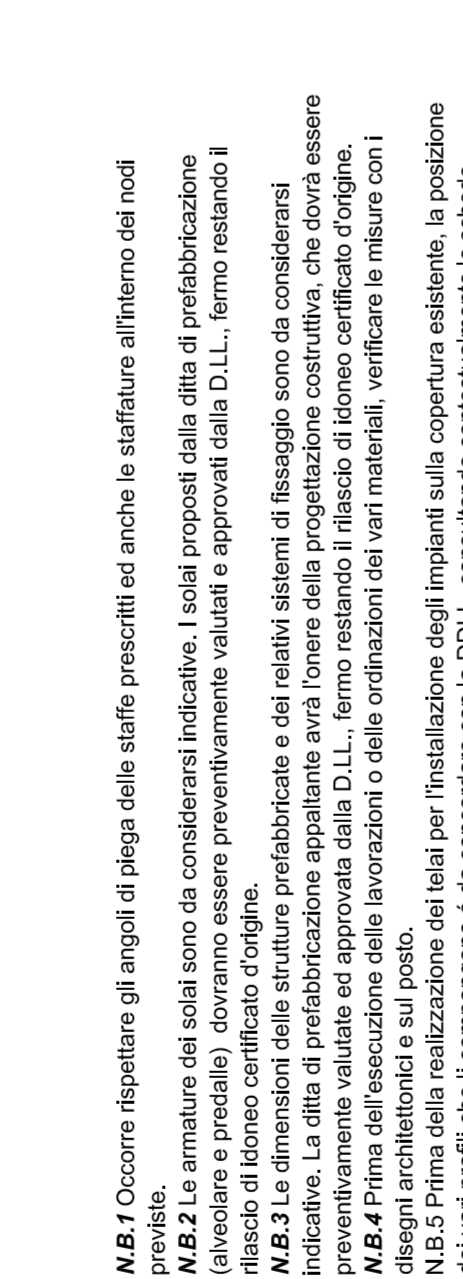 N.B.1 Occorre rispettare gli angoli di piega delle staffe prescritti ed anche le staffature all'interno dei nodi
previste.
N.B.2 Le armature dei solai sono da considerarsi indicative. I solai proposti dalla ditta di prefabbricazione
(alveolare e predalle) dovranno essere preventivamente valutati e approvati dalla D.LL., fermo restando il
rilascio di idoneo certificato d'origine.
N.B.3 Le dimensioni delle strutture prefabbricate e dei relativi sistemi di fissaggio sono da considerarsi
indicative. La ditta di prefabbricazione appaltante avrà l'onere della progettazione costruttiva, che dovrà essere
preventivamente valutate ed approvata dalla D.LL., fermo restando il rilascio di idoneo certificato d'origine.
N.B.4 Prima dell'esecuzione delle lavorazioni o delle ordinazioni dei vari materiali, verificare le misure con i
disegni architettonici e sul posto.
N.B.5 Prima della realizzazione dei telai per l'installazione degli impianti sulla copertura esistente, la posizione